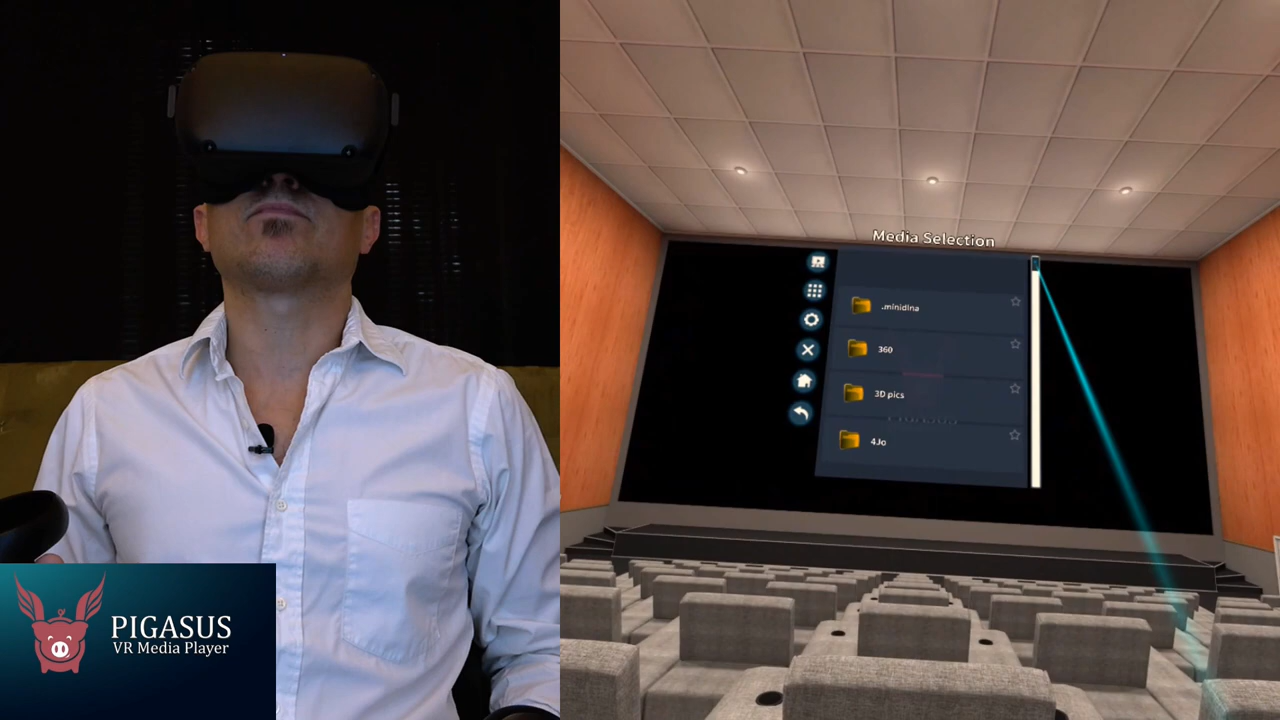 PIGASUS
VR Media Player
Media Selection
.minidlna
360
3D pics
4Jo